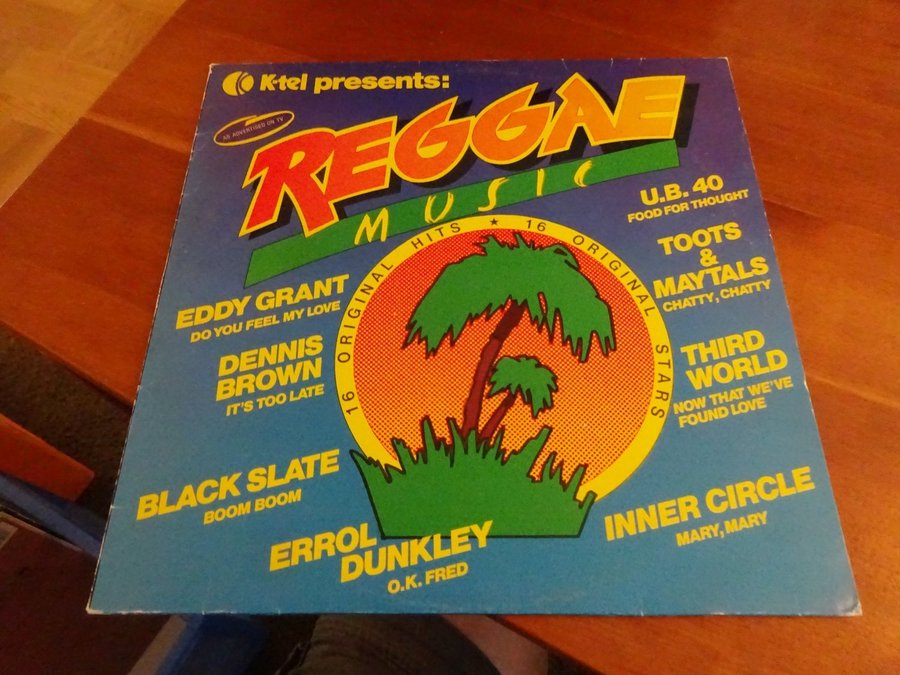 K-tel presents:
AS ADVERTISED ON TV
REGGAE
MUSIC
16 ORIGINAL HITS ★ 16 ORIGINAL STARS
EDDY GRANT
DO YOU FEEL MY LOVE
DENNIS
BROWN
IT'S TOO LATE
BLACK SLATE
BOOM BOOM
ERROL
DUNKLEY
O.K. FRED
U.B. 40
FOOD FOR THOUGHT
TOOTS
&
MAYTALS
CHATTY, CHATTY
THIRD
WORLD
NOW THAT WE'VE
FOUND LOVE
INNER CIRCLE
MARY, MARY